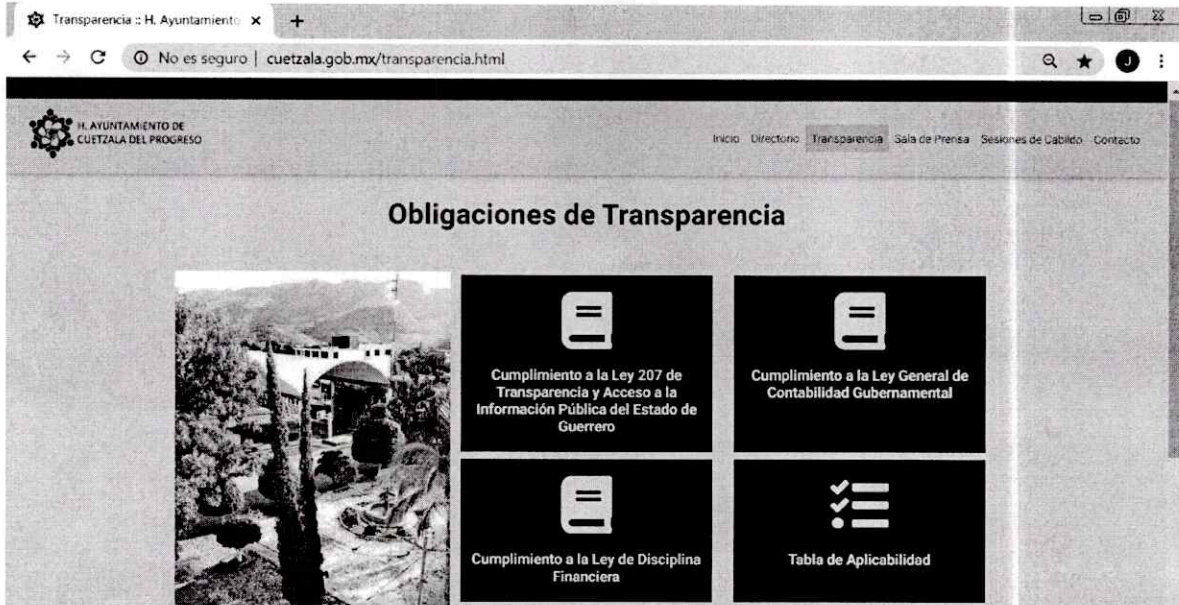 Transparencia :: H. Ayuntamiento
No es seguro | cuetzala.gob.mx/transparencia.html
J
H. AYUNTAMIENTO DE
CUETZALA DEL PROGRESO
Inicio Directorio Transparencia Sala de Prensa Sesiones de Cabildo Contacto
Obligaciones de Transparencia
Cumplimiento a la Ley 207 de
Transparencia y Acceso a la
Información Pública del Estado de
Guerrero
Cumplimiento a la Ley General de
Contabilidad Gubernamental
Cumplimiento a la Ley de Disciplina
Financiera
Tabla de Aplicabilidad